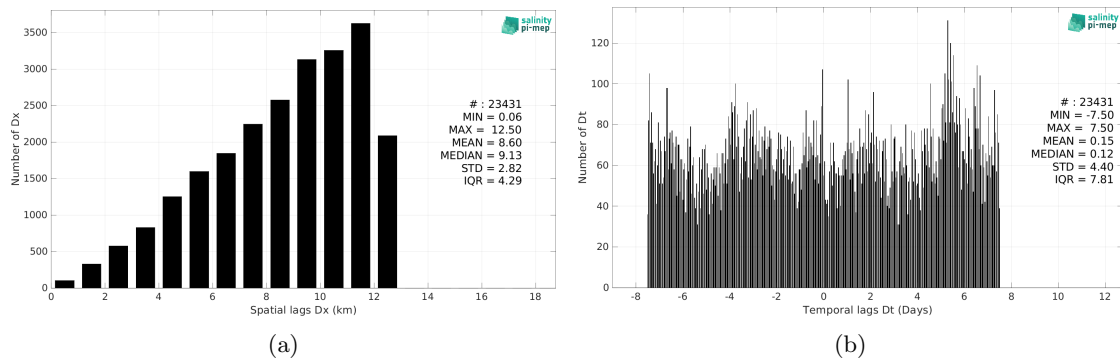 salinity
pi-mep
3500
3000
2500
2000
1500
1000
500
0
Number of Dx
# : 23431
MIN = 0.06
MAX = 12.50
MEAN = 8.60
MEDIAN = 9.13
STD = 2.82
IQR = 4.29
0 2 4 6 8 10 12 14 16 18
Spatial lags Dx (km)
(a)
salinity
pi-mep
120
100
80
60
40
20
0
Number of Dt
# : 23431
MIN = -7.50
MAX = 7.50
MEAN = 0.15
MEDIAN = 0.12
STD = 4.40
IQR = 7.81
-8 -6 -4 -2 0 2 4 6 8 10 12
Temporal lags Dt (Days)
(b)